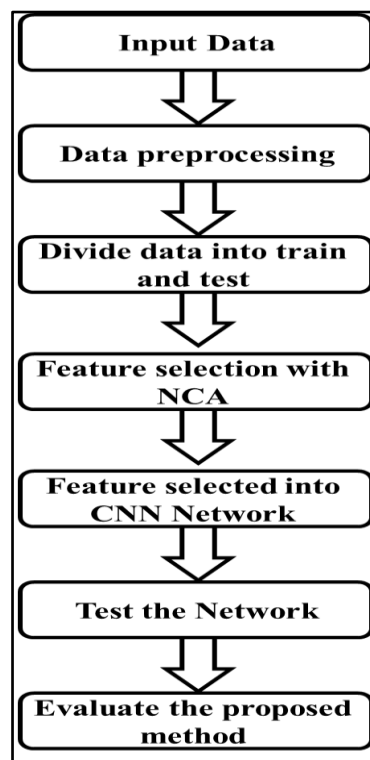 Input Data
Data preprocessing
Divide data into train
and test
Feature selection with
NCA
Feature selected into
CNN Network
Test the Network
Evaluate the proposed
method